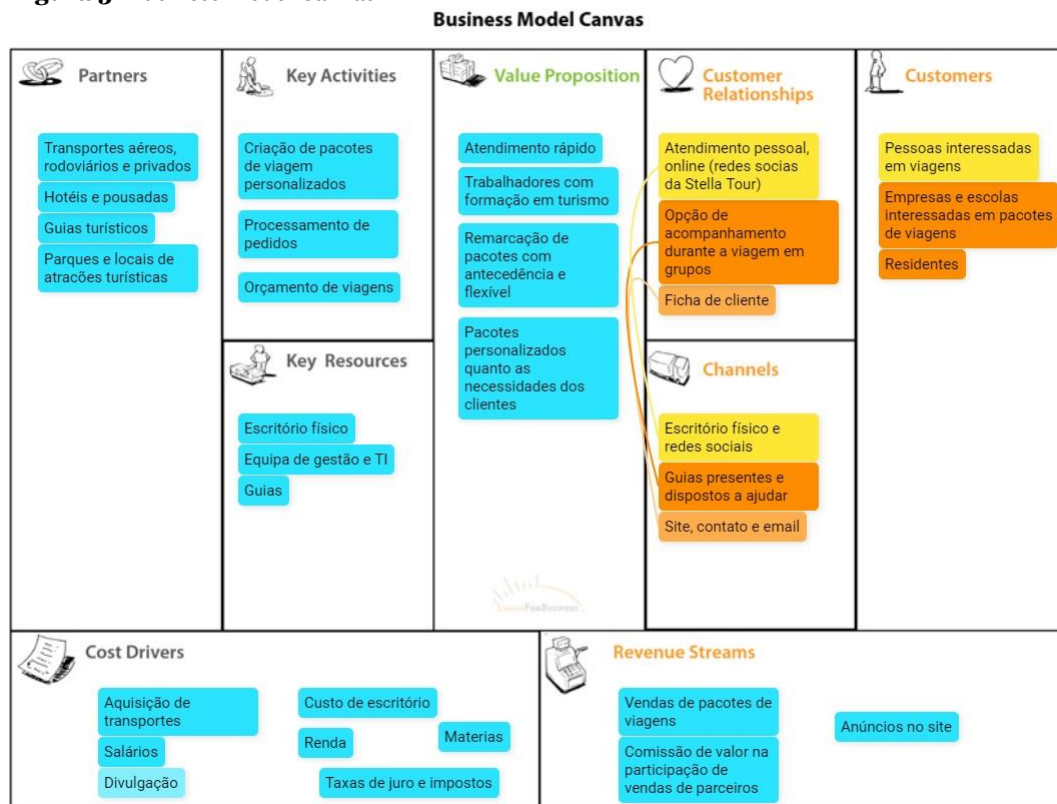 Business Model Canvas
Partners
Transportes aéreos,
rodoviários e privados
Hotéis e pousadas
Guias turísticos
Parques e locais de
atracões turísticas
Key Activities
Criação de pacotes
de viagem
personalizados
Processamento de
pedidos
Orçamento de viagens
Key Resources
Escritório físico
Equipa de gestão e TI
Guias
Value Proposition
Atendimento rápido
Trabalhadores com
formação em turismo
Remarcação de
pacotes com
antecedência e
flexível
Pacotes
personalizados
quanto as
necessidades dos
clientes
Customer
Relationships
Atendimento pessoal,
online (redes socias
da Stella Tour)
Opção de
acompanhamento
durante a viagem em
grupos
Ficha de cliente
Channels
Escritório físico e
redes sociais
Guias presentes e
dispostos a ajudar
Site, contato e email
Customers
Pessoas interessadas
em viagens
Empresas e escolas
interessadas em pacotes
de viagens
Residentes
Cost Drivers
Aquisição de
transportes
Salários
Divulgação
Custo de escritório
Renda
Materias
Taxas de juro e impostos
Revenue Streams
Vendas de pacotes de
viagens
Comissão de valor na
participação de
vendas de parceiros
Anúncios no site